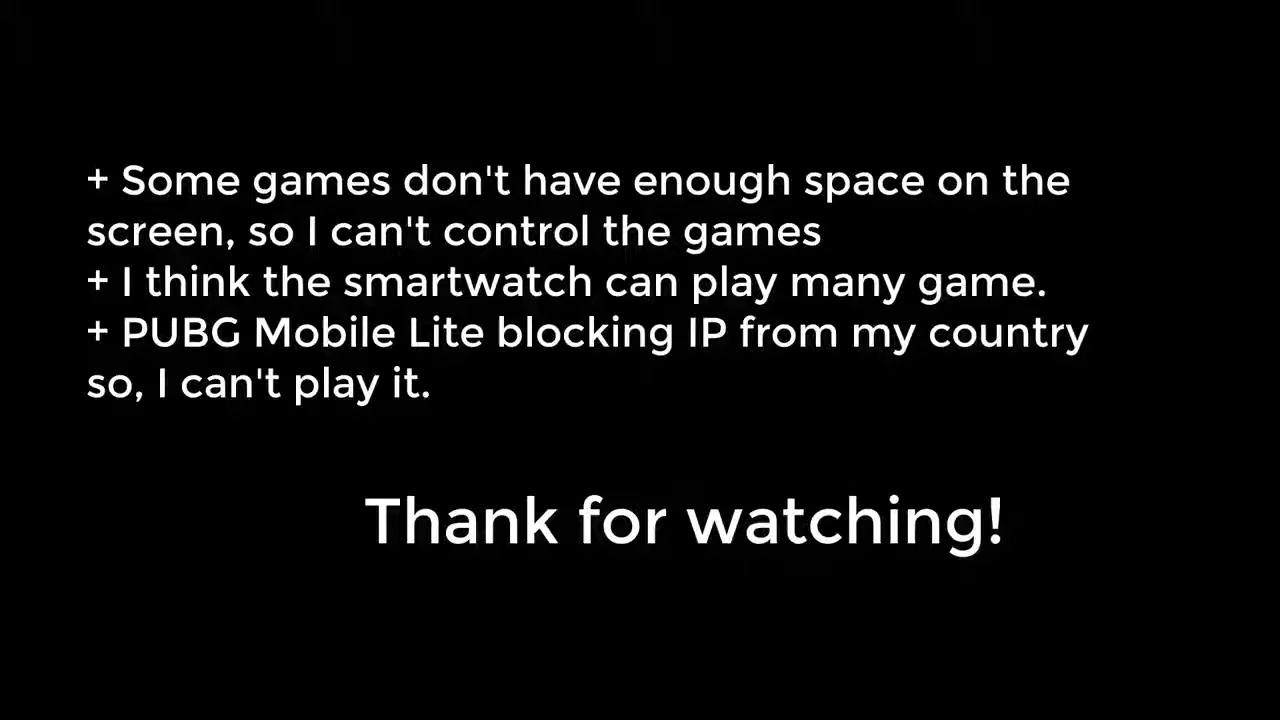 + Some games don't have enough space on the
screen, so I can't control the games
+ I think the smartwatch can play many game.
+ PUBG Mobile Lite blocking IP from my country
so, I can't play it.
Thank for watching!